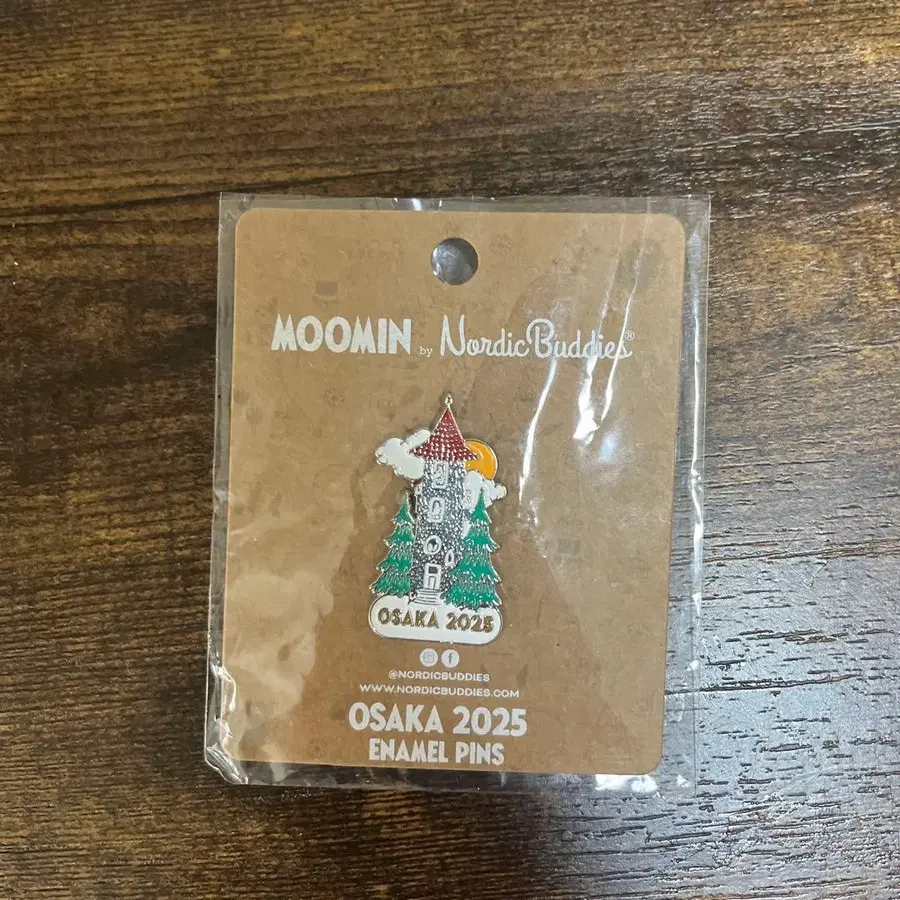 MOOMIN by NordicBuddies®
OSAKA 2025
@NORDICBUDDIES
WWW.NORDICBUDDIES.COM
OSAKA 2025
ENAMEL PINS